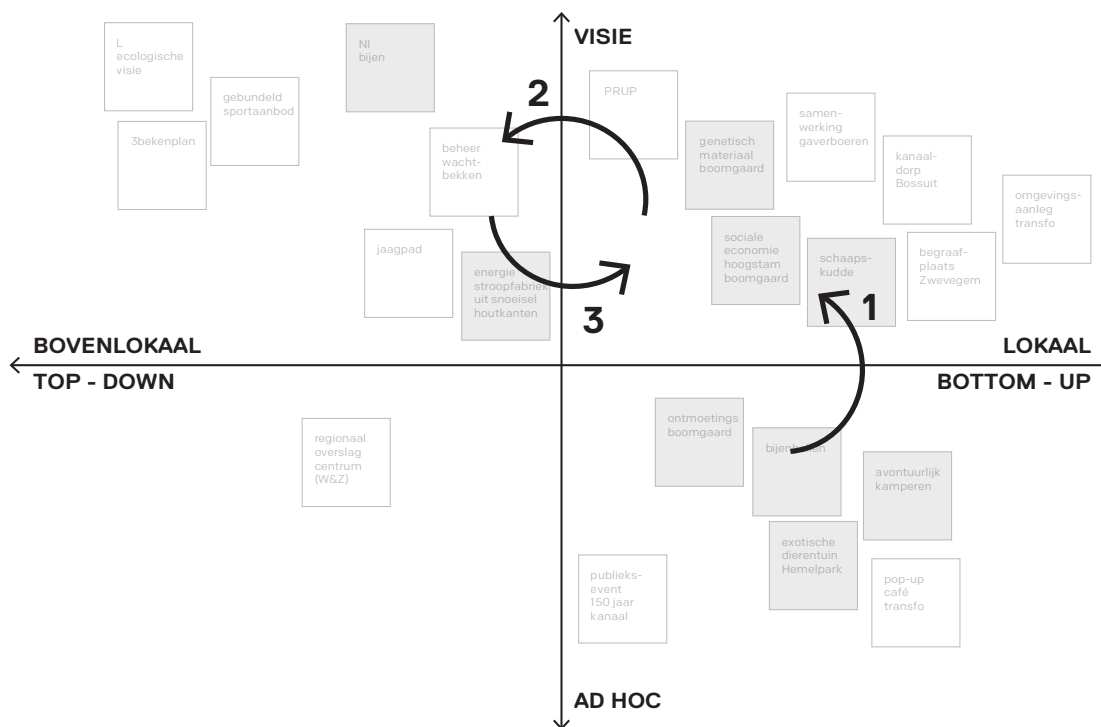 VISIE
L
ecologische
visie
NI
bijen
gebundeld
sportaanbod
3bekenplan
2
PRUP
beheer
wacht-
bekken
genetisch
materiaal
boomgaard
samen-
werking
gaverboeren
kanaal-
dorp
Bossuit
omgevings-
aanleg
transfo
jaagpad
energie
stroopfabriek
uit snoeisel
houtkanten
3
sociale
economie
hoogstam
boomgaard
schaaps-
kudde
1
begraaf-
plaats
Zwevegem
BOVENLOKAAL
TOP - DOWN
LOKAAL
BOTTOM - UP
regionaal
overslag
centrum
(W&Z)
ontmoetings
boomgaard
avontuurlijk
kamperen
exotische
dierentuin
Hemelpark
publieks-
event
150 jaar
kanaal
pop-up
café
transfo
AD HOC